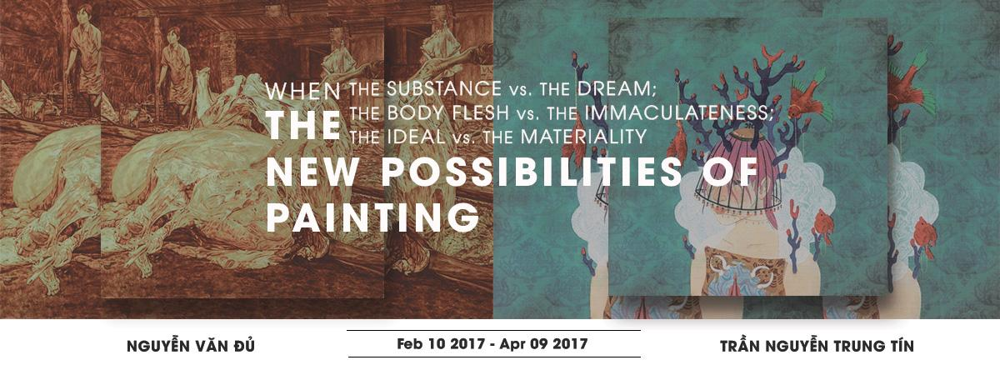 WHEN THE SUBSTANCE vs. THE DREAM;
THE BODY FLESH vs. THE IMMACULATENESS;
THE IDEAL vs. THE MATERIALITY
THE
NEW POSSIBILITIES OF
PAINTING
NGUYỄN VĂN ĐỦ
Feb 10 2017 - Apr 09 2017
TRẦN NGUYỄN TRUNG TÍN